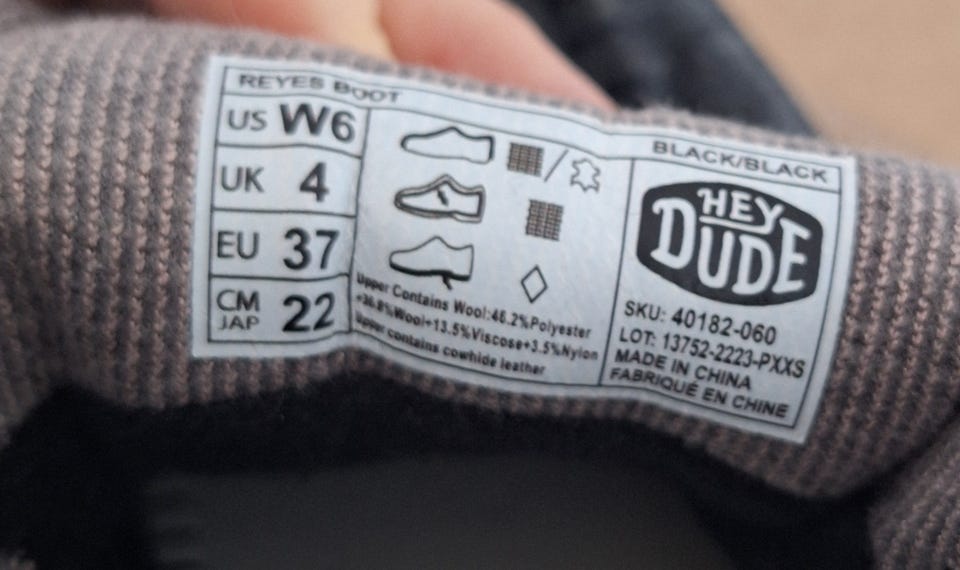 REYES BOOT
BLACK/BLACK
US W6
UK 4
EU 37
CM JAP 22
Upper Contains Wool:46.2%Polyester
+36.8%Wool+13.5%Viscose+3.5%Nylon
Upper contains cowhide leather
HEY
DUDE
SKU: 40182-060
LOT: 13752-2223-PXXS
MADE IN CHINA
FABRIQUÉ EN CHINE